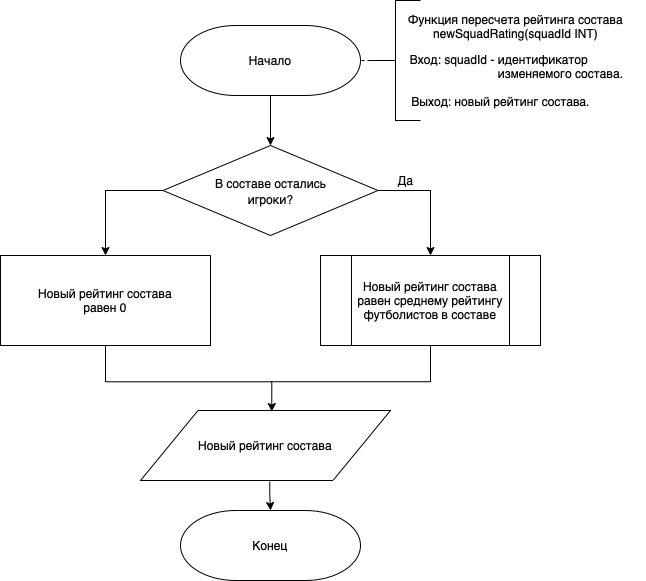 Функция пересчета рейтинга состава
newSquadRating(squadId INT)
Вход: squadId - идентификатор
изменяемого состава.
Выход: новый рейтинг состава.
Начало
В составе остались
игроки?
Да
Новый рейтинг состава
равен 0
Новый рейтинг состава
равен среднему рейтингу
футболистов в составе
Новый рейтинг состава
Конец